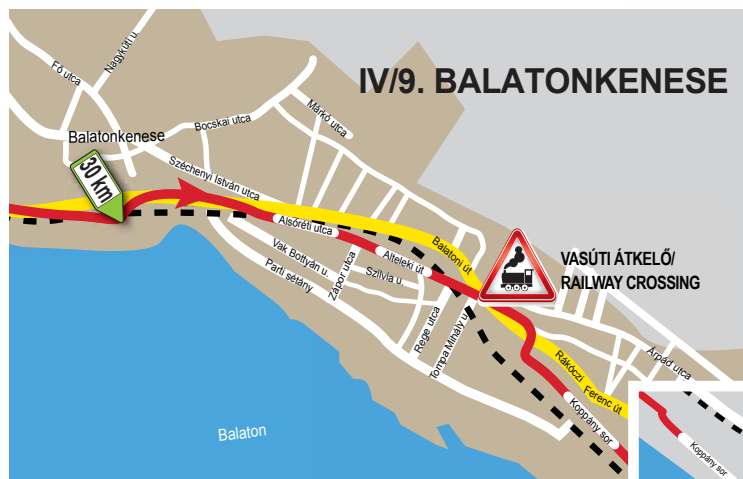 IV/9. BALATONKENESE
Nagykúti u.
Fő utca
Márkó utca
Bocskai utca
Balatonkenese
30 km
Széchenyi István utca
Alsóréti utca
Balatoni út
VASÚTI ÁTKELŐ/
RAILWAY CROSSING
Vak Bottyán u.
Alteleki út
Parti sétány
Zápor utca
Szilvia u.
Rege utca
Tompa Mihály u.
Árpád utca
Rákóczi
Ferenc út
Koppány sor
Koppány sor
Balaton